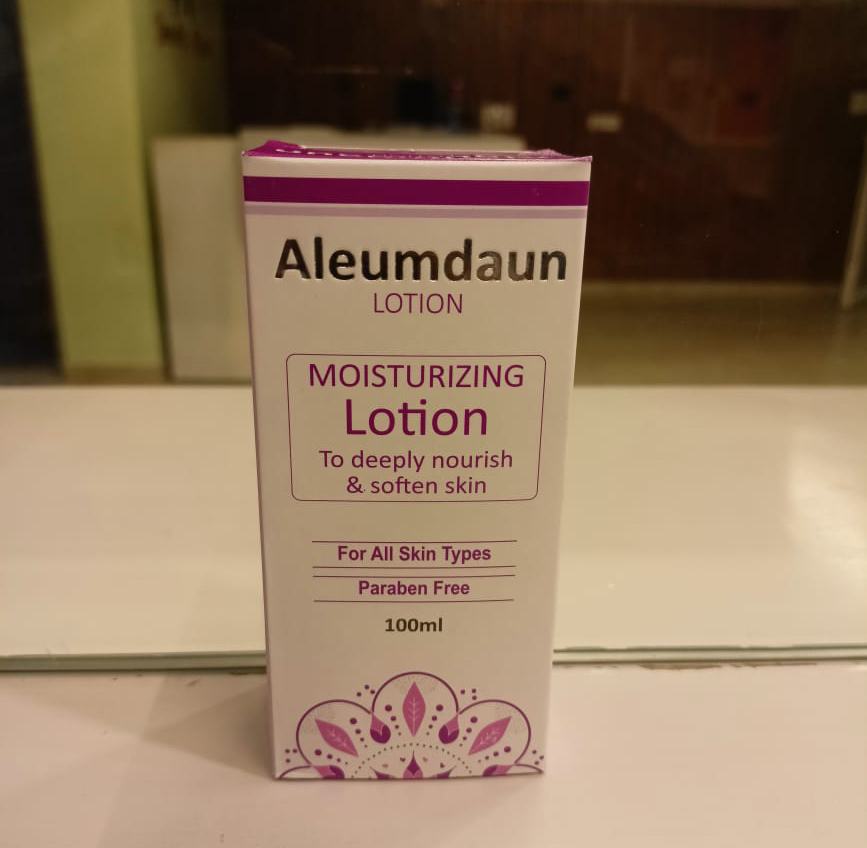 Aleumdaun
LOTION
MOISTURIZING
Lotion
To deeply nourish
& soften skin
For All Skin Types
Paraben Free
100ml